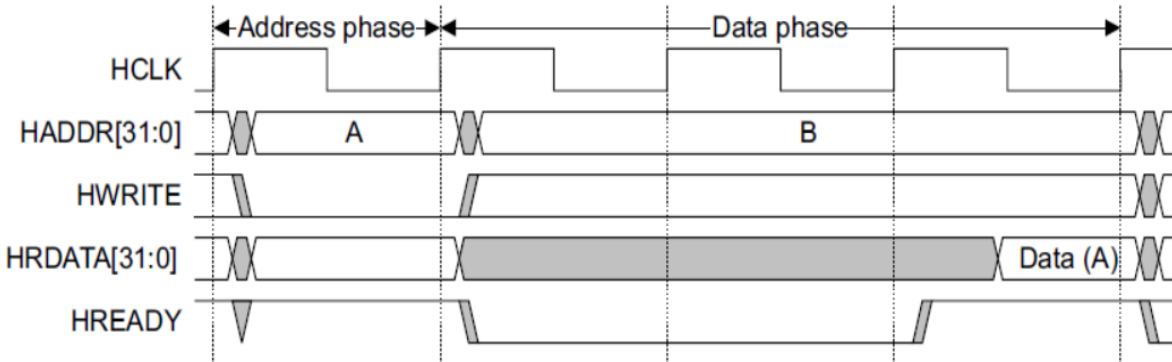 Address phase Data phase
HCLK
HADDR[31:0] A B
HWRITE
HRDATA[31:0] Data (A)
HREADY